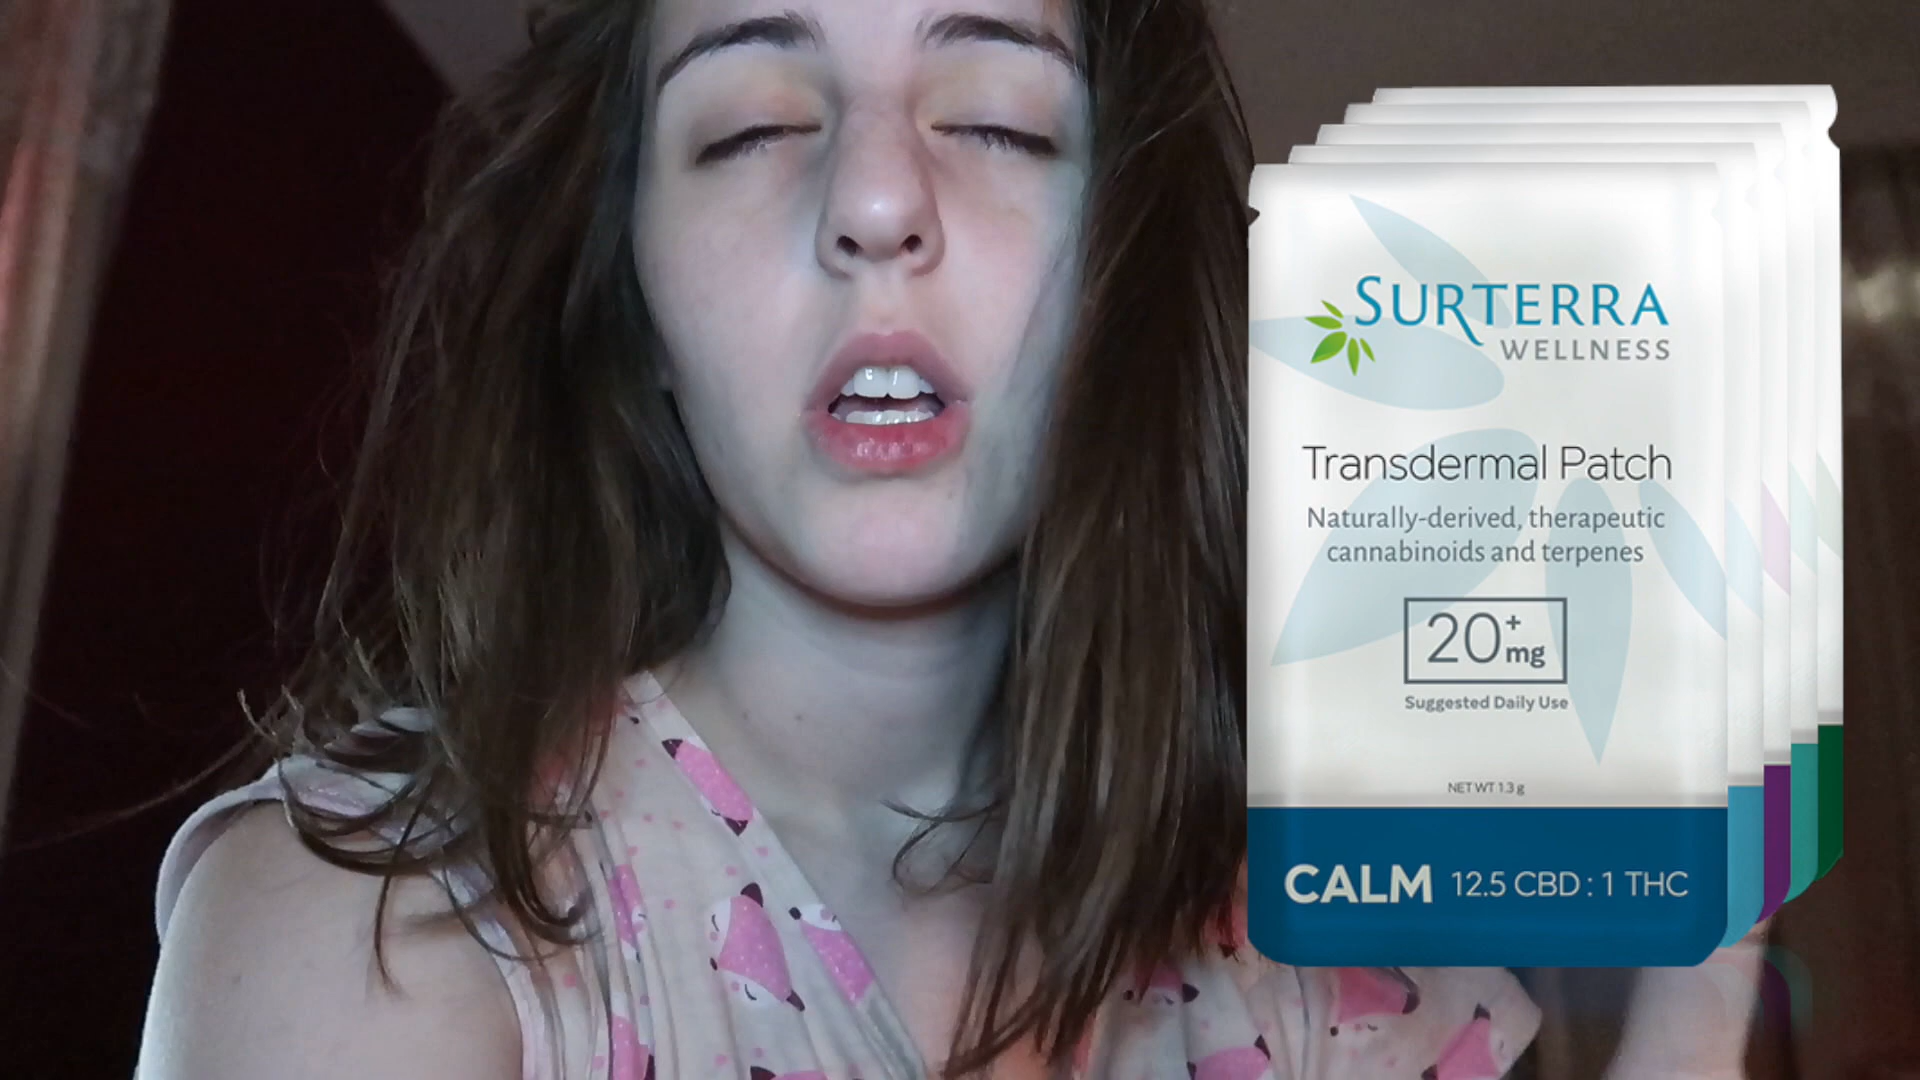 SURTERRA
WELLNESS
Transdermal Patch
Naturally-derived, therapeutic
cannabinoids and terpenes
20+ mg
Suggested Daily Use
NET WT 1.3 g
CALM 12.5 CBD : 1 THC